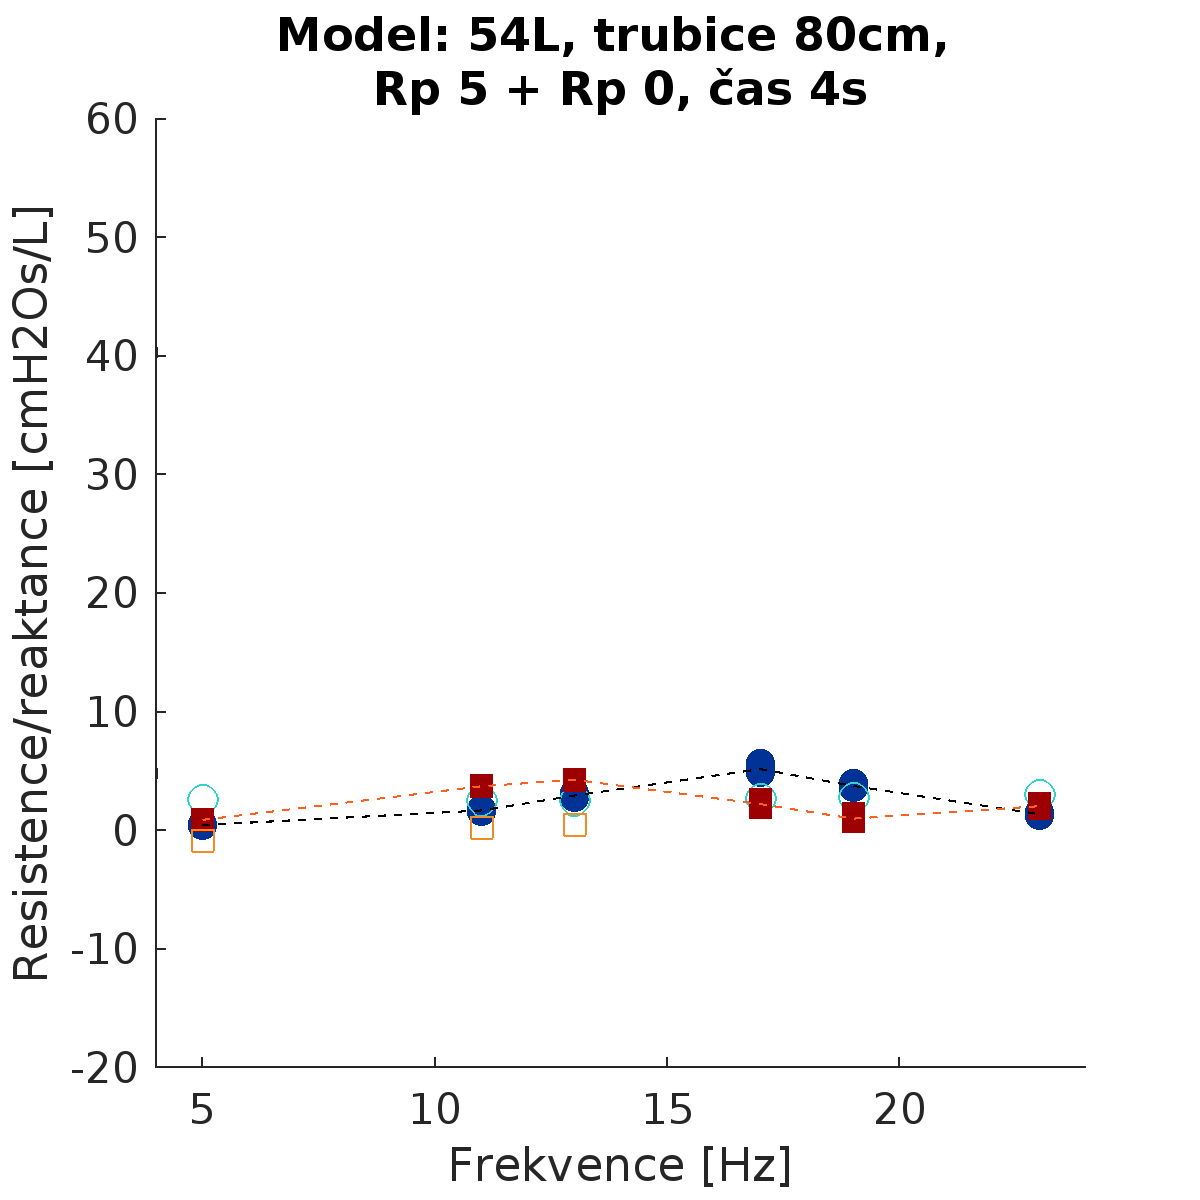 Model: 54L, trubice 80cm,
Rp 5 + Rp 0, čas 4s
60
50
40
30
20
10
0
-10
-20
Resistence/reaktance [cmH2Os/L]
5 10 15 20
Frekvence [Hz]